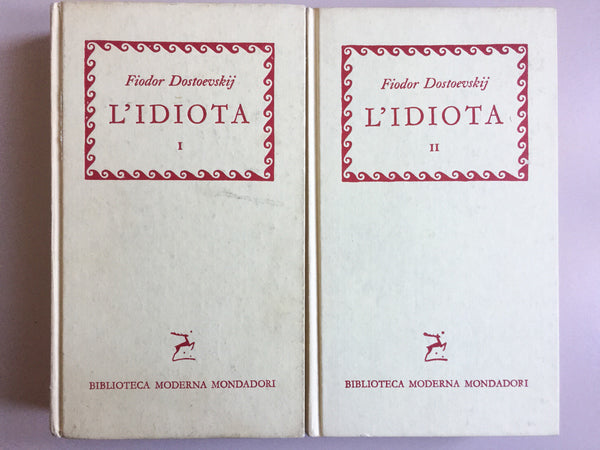 Fiodor Dostoevskij
L'IDIOTA
I
BIBLIOTECA MODERNA MONDADORI
Fiodor Dostoevskij
L'IDIOTA
II
BIBLIOTECA MODERNA MONDADORI